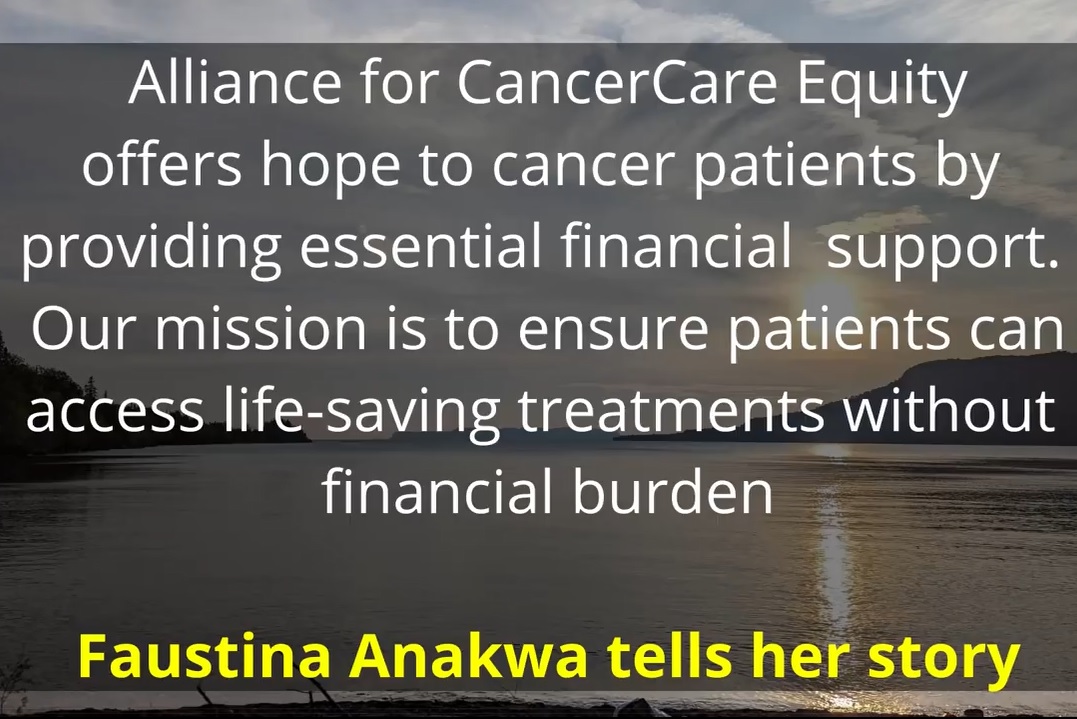 Alliance for CancerCare Equity
offers hope to cancer patients by
providing essential financial  support.
Our mission is to ensure patients can
access life-saving treatments without
financial burden
Faustina Anakwa tells her story